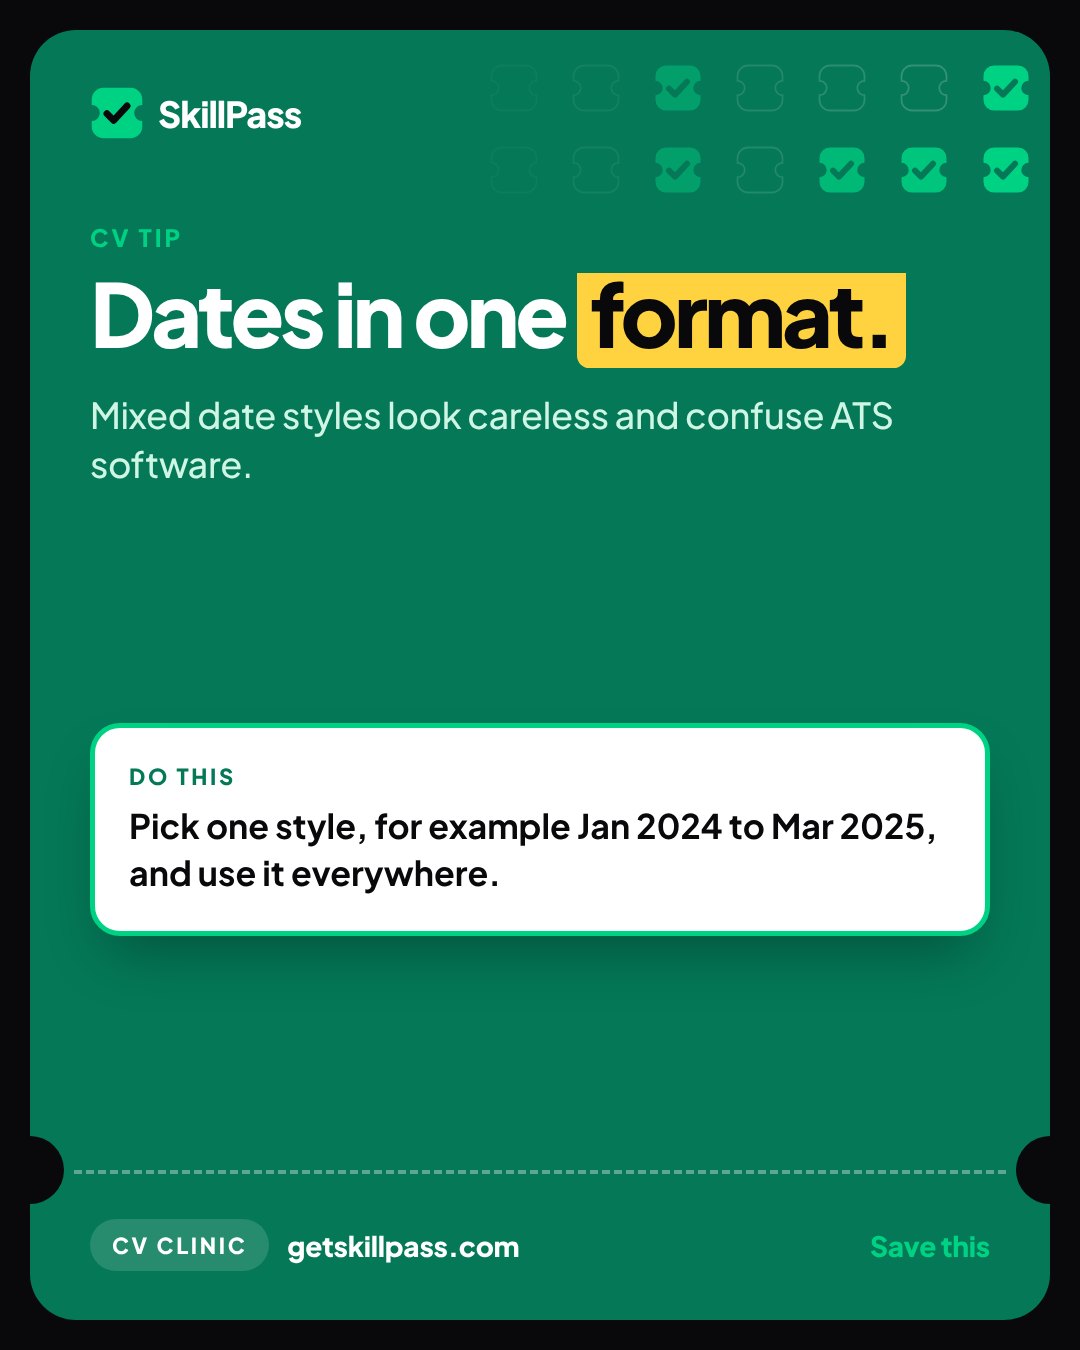 SkillPass
CV TIP
Dates in one format.
Mixed date styles look careless and confuse ATS
software.
DO THIS
Pick one style, for example Jan 2024 to Mar 2025,
and use it everywhere.
CV CLINIC getskillpass.com Save this